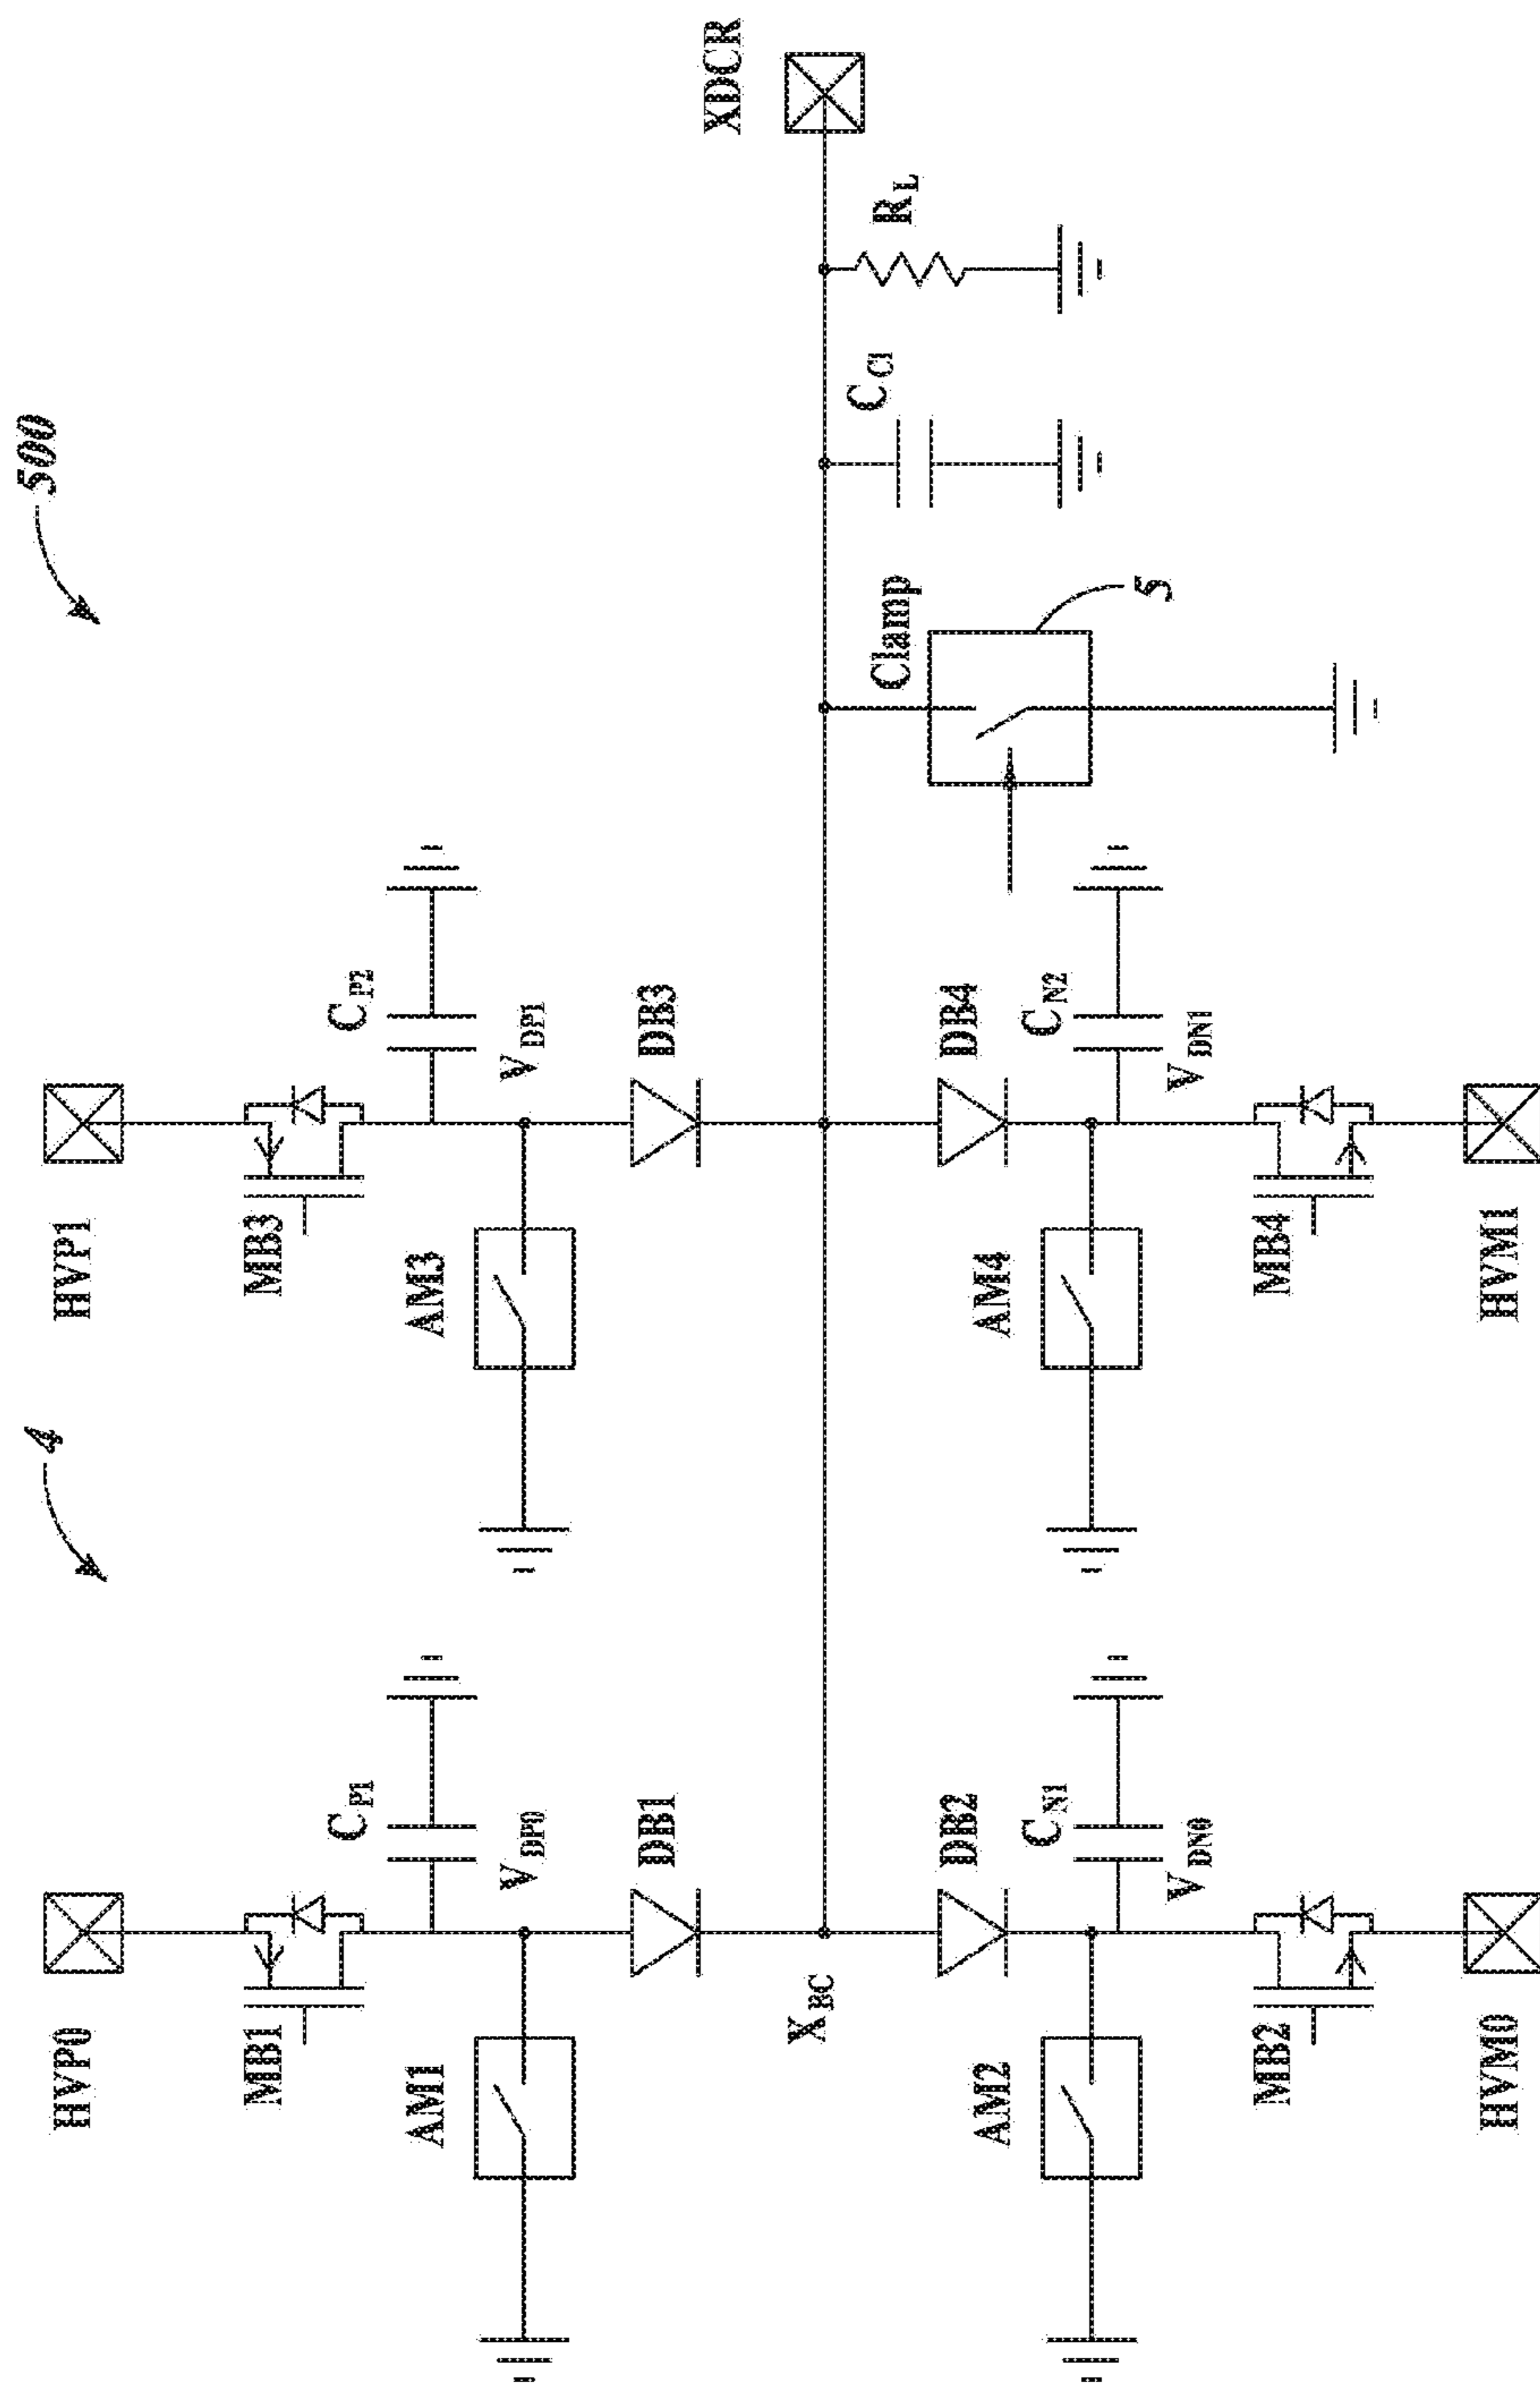 4
500
HVP0
HVP1
MB1
MB3
CP1
CP2
AM1
AM3
VDP0
VDP1
DB1
DB3
XDCR
XBC
Clamp
CCl
RL
DB2
DB4
AM2
AM4
CN1
CN2
5
VDN0
VDN1
MB2
MB4
HVM0
HVM1